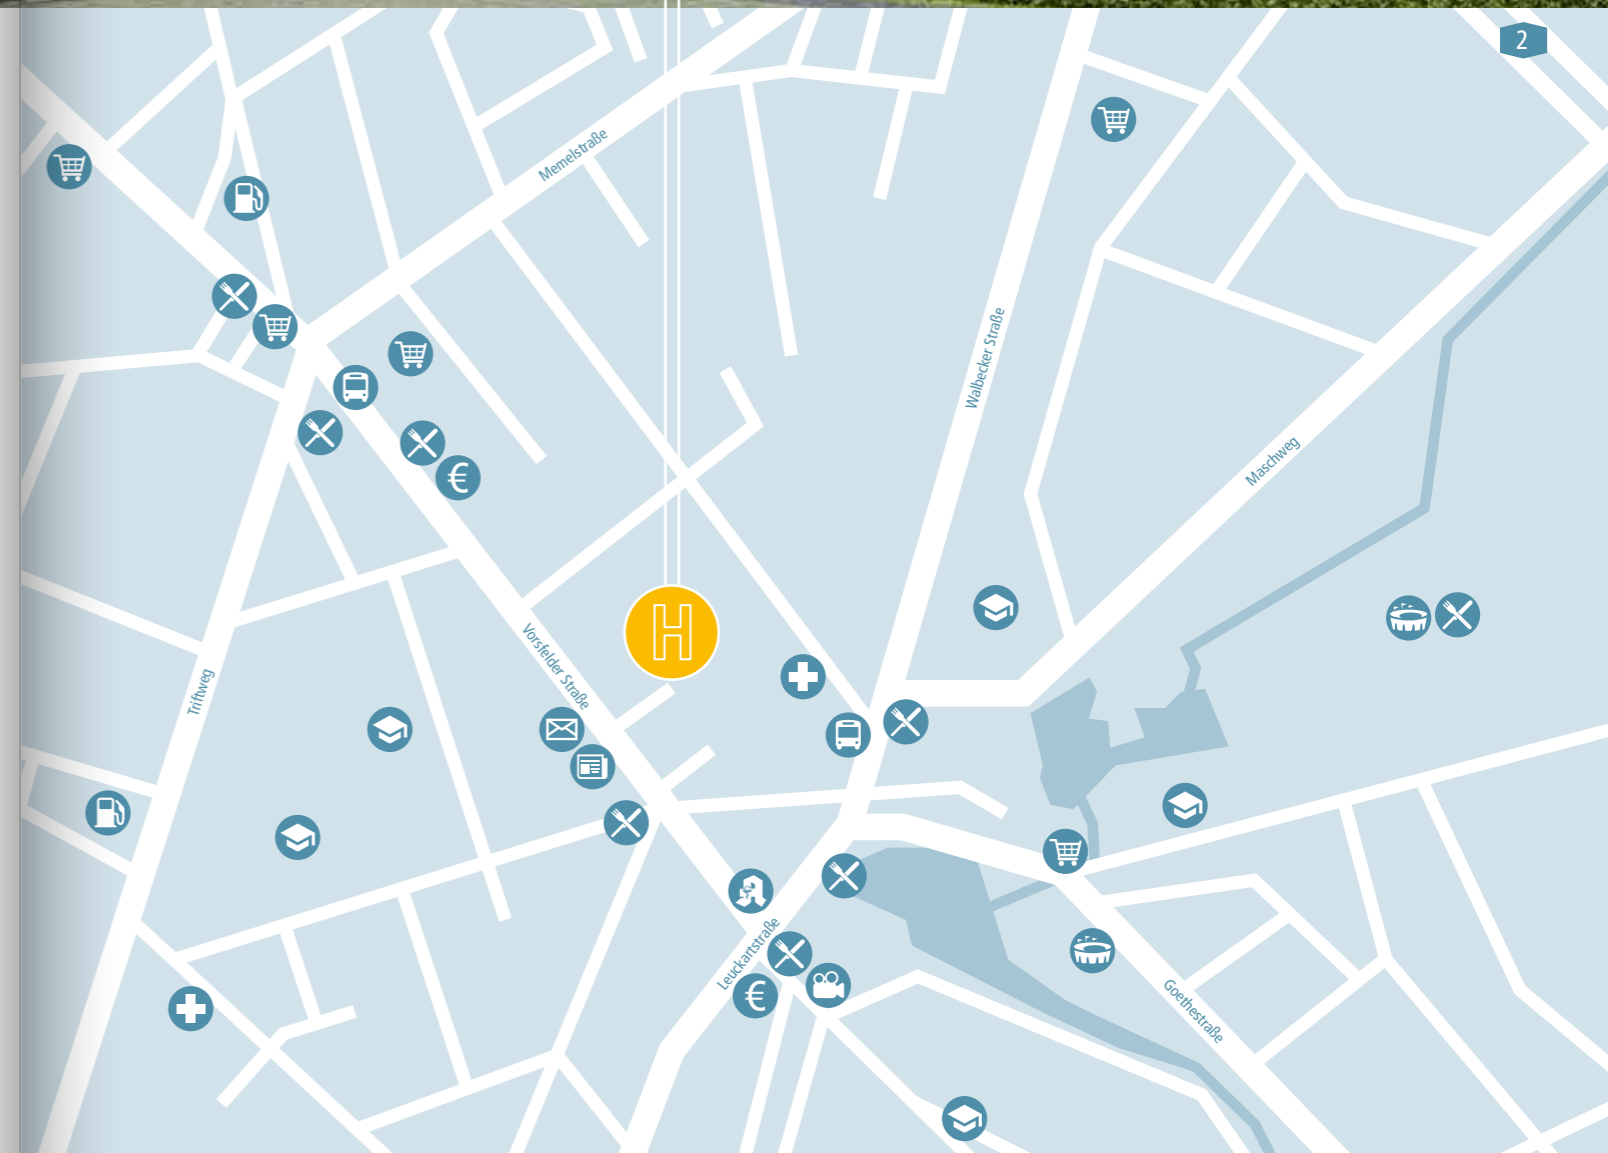 2
Memelstraße
Walbecker Straße
Maschweg
€
H
Vorsfelder Straße
Triftweg
Leuckartstraße
€
Goethestraße